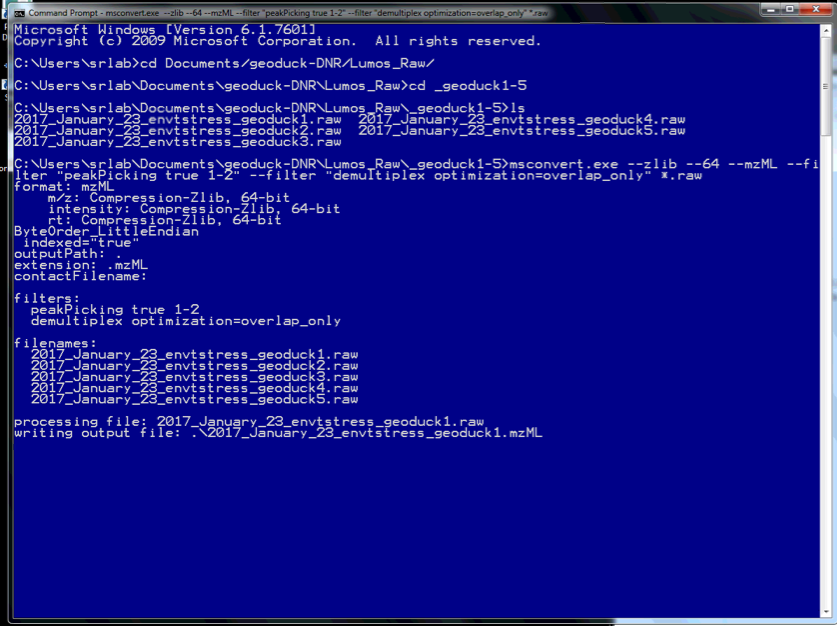 Command Prompt - msconvert.exe --zlib --64 --mzML --filter "peakPicking true 1-2" --filter "demultiplex optimization=overlap_only" *.raw
Microsoft Windows [Version 6.1.7601]
Copyright (c) 2009 Microsoft Corporation.  All rights reserved.
C:\Users\srlab>cd Documents/geoduck-DNR/Lumos_Raw/
C:\Users\srlab\Documents\geoduck-DNR\Lumos_Raw>cd _geoduck1-5
C:\Users\srlab\Documents\geoduck-DNR\Lumos_Raw\_geoduck1-5>ls
2017_January_23_envtstress_geoduck1.raw  2017_January_23_envtstress_geoduck4.raw
2017_January_23_envtstress_geoduck2.raw  2017_January_23_envtstress_geoduck5.raw
2017_January_23_envtstress_geoduck3.raw
C:\Users\srlab\Documents\geoduck-DNR\Lumos_Raw\_geoduck1-5>msconvert.exe --zlib --64 --mzML --fi
lter "peakPicking true 1-2" --filter "demultiplex optimization=overlap_only" *.raw
format: mzML
    m/z: Compression-Zlib, 64-bit
    intensity: Compression-Zlib, 64-bit
    rt: Compression-Zlib, 64-bit
ByteOrder_LittleEndian
 indexed="true"
outputPath: .
extension: .mzML
contactFilename:
filters:
  peakPicking true 1-2
  demultiplex optimization=overlap_only
filenames:
  2017_January_23_envtstress_geoduck1.raw
  2017_January_23_envtstress_geoduck2.raw
  2017_January_23_envtstress_geoduck3.raw
  2017_January_23_envtstress_geoduck4.raw
  2017_January_23_envtstress_geoduck5.raw
processing file: 2017_January_23_envtstress_geoduck1.raw
writing output file: .\2017_January_23_envtstress_geoduck1.mzML